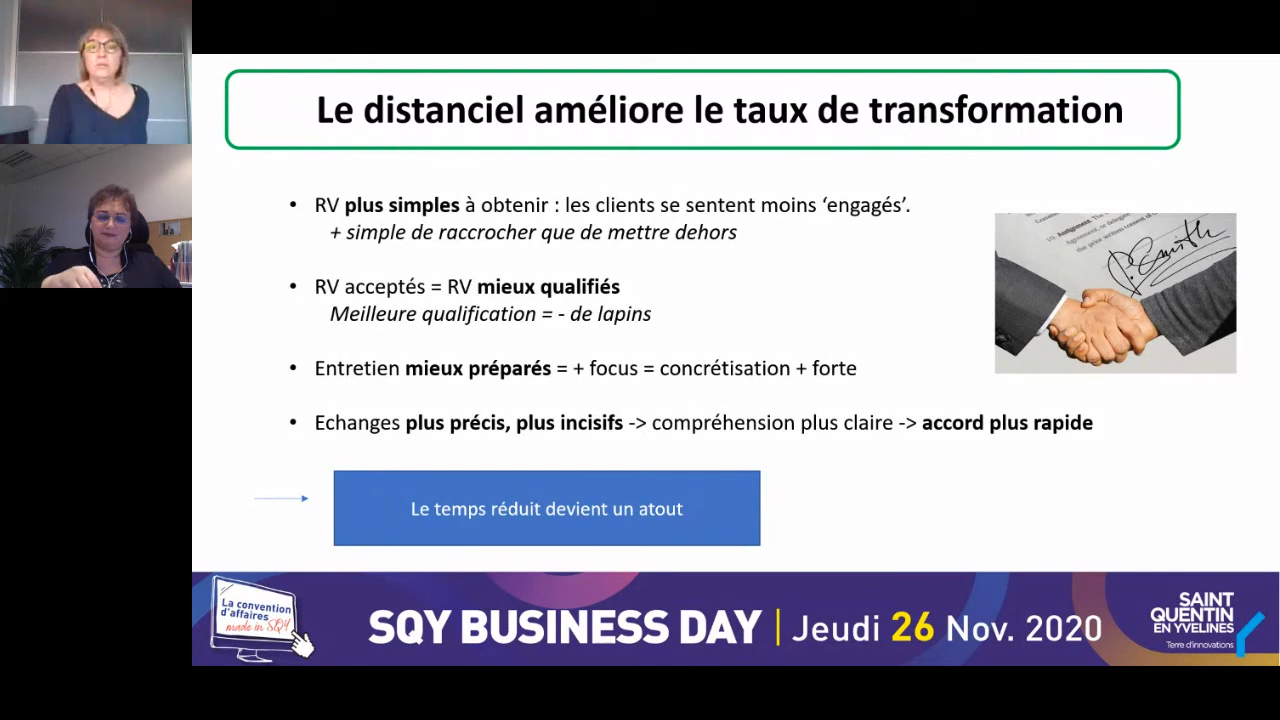 Le distanciel améliore le taux de transformation
• RV plus simples à obtenir : les clients se sentent moins ‘engagés’.
+ simple de raccrocher que de mettre dehors
• RV acceptés = RV mieux qualifiés
Meilleure qualification = - de lapins
• Entretien mieux préparés = + focus = concrétisation + forte
• Echanges plus précis, plus incisifs -> compréhension plus claire -> accord plus rapide
Le temps réduit devient un atout
La convention
d'affaires
made in SQY
SQY BUSINESS DAY | Jeudi 26 Nov. 2020
SAINT
QUENTIN
EN YVELINES
Terre d'innovations